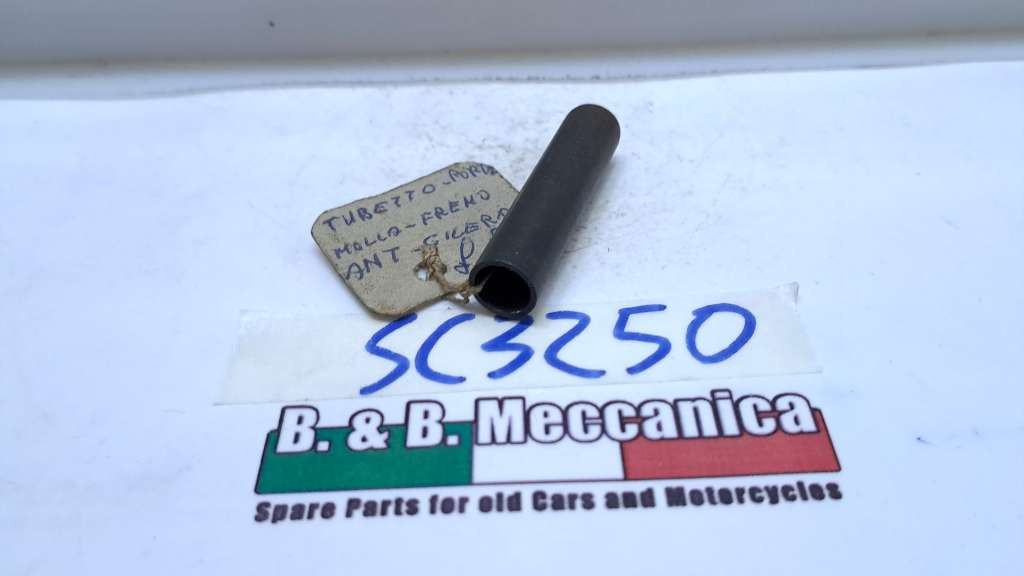 TUBETTO-PORTA
MOLLA-FRENO
ANT-GILERA
SC3250
B. & B. Meccanica
Spare Parts for old Cars and Motorcycles